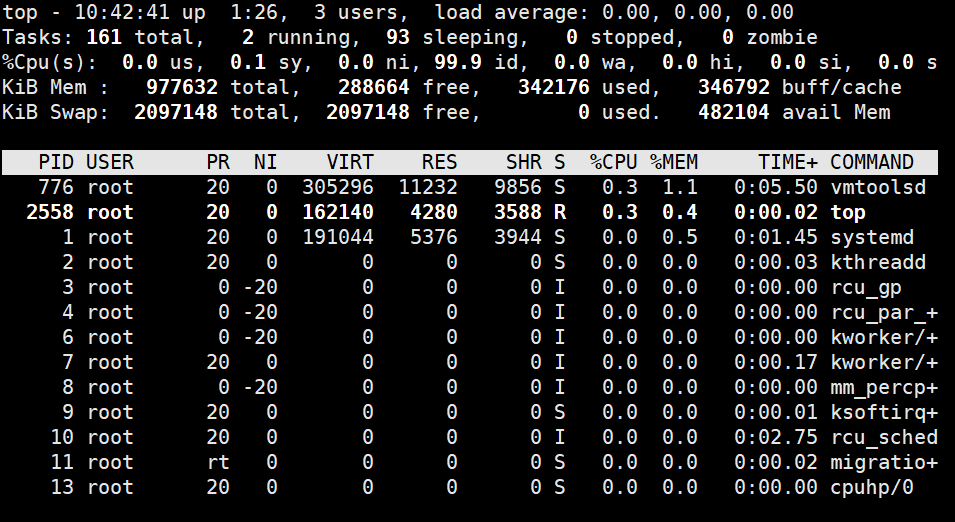 top - 10:42:41 up  1:26,  3 users,  load average: 0.00, 0.00, 0.00
Tasks: 161 total,   2 running,  93 sleeping,   0 stopped,   0 zombie
%Cpu(s):  0.0 us,  0.1 sy,  0.0 ni, 99.9 id,  0.0 wa,  0.0 hi,  0.0 si,  0.0 s
KiB Mem :   977632 total,   288664 free,   342176 used,   346792 buff/cache
KiB Swap:  2097148 total,  2097148 free,        0 used.   482104 avail Mem
   PID USER      PR  NI    VIRT    RES    SHR S  %CPU %MEM     TIME+ COMMAND
   776 root      20   0  305296  11232   9856 S   0.3  1.1   0:05.50 vmtoolsd
  2558 root      20   0  162140   4280   3588 R   0.3  0.4   0:00.02 top
     1 root      20   0  191044   5376   3944 S   0.0  0.5   0:01.45 systemd
     2 root      20   0       0      0      0 S   0.0  0.0   0:00.03 kthreadd
     3 root       0 -20       0      0      0 I   0.0  0.0   0:00.00 rcu_gp
     4 root       0 -20       0      0      0 I   0.0  0.0   0:00.00 rcu_par_+
     6 root       0 -20       0      0      0 I   0.0  0.0   0:00.00 kworker/+
     7 root      20   0       0      0      0 I   0.0  0.0   0:00.17 kworker/+
     8 root       0 -20       0      0      0 I   0.0  0.0   0:00.00 mm_percp+
     9 root      20   0       0      0      0 S   0.0  0.0   0:00.01 ksoftirq+
    10 root      20   0       0      0      0 I   0.0  0.0   0:02.75 rcu_sched
    11 root      rt   0       0      0      0 S   0.0  0.0   0:00.02 migratio+
    13 root      20   0       0      0      0 S   0.0  0.0   0:00.00 cpuhp/0